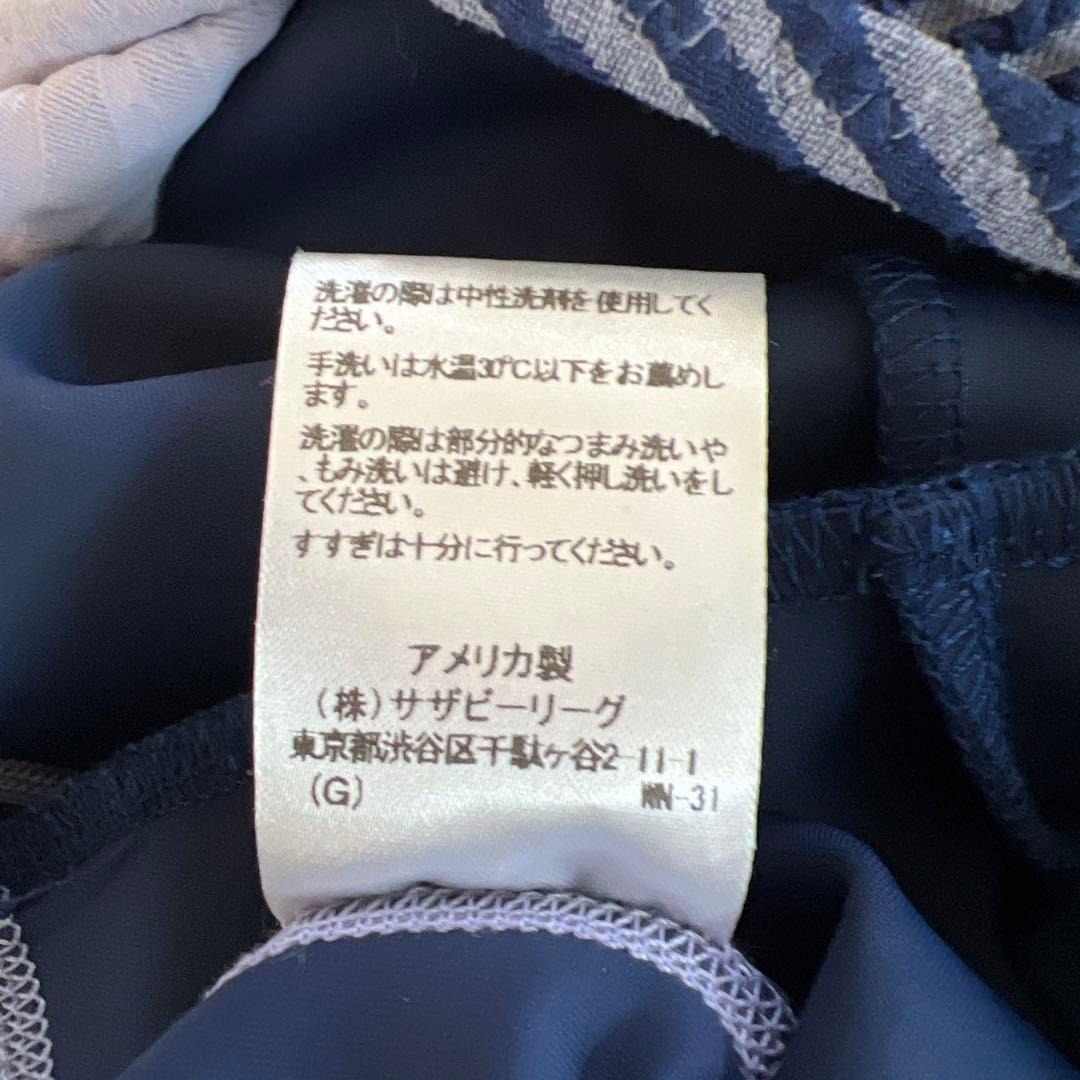 洗濯の際は中性洗剤を使用してく
ださい。
手洗いは水温30℃以下をお薦めし
ます。
洗濯の際は部分的なつまみ洗いや
、もみ洗いは避け、軽く押し洗いをし
てください。
すすぎは十分に行ってください。
アメリカ製
(株)サザビーリーグ
東京都渋谷区千駄ヶ谷2-11-1
(G)
-31